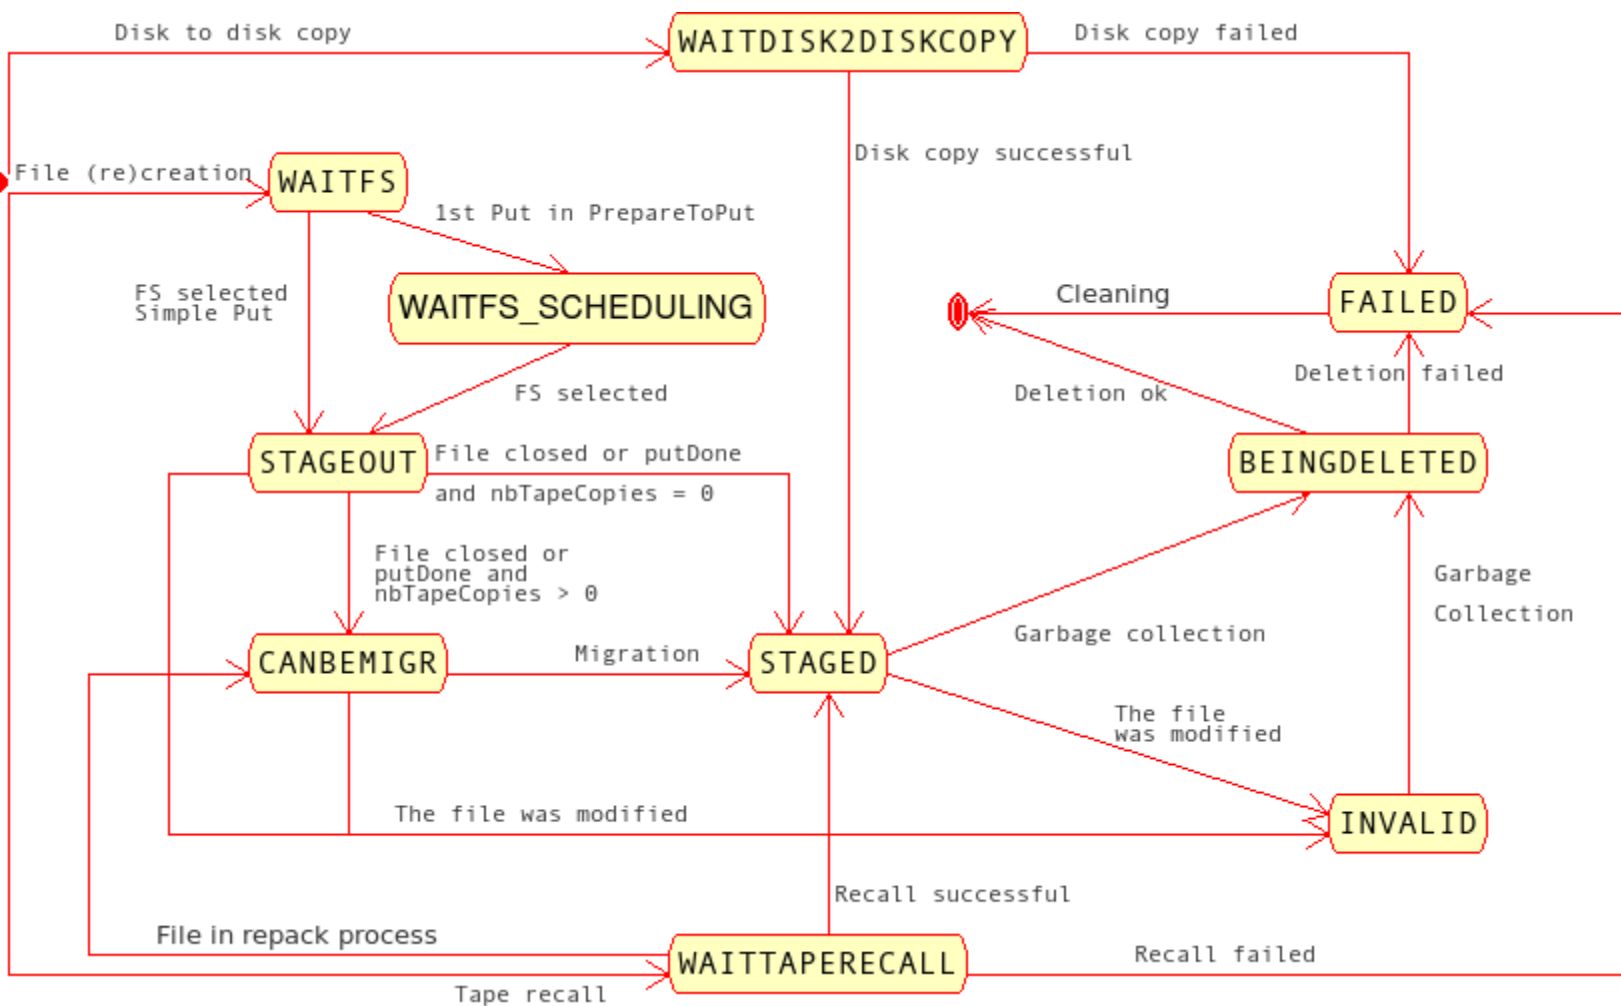 Disk to disk copy
WAITDISK2DISKCOPY
Disk copy failed
Disk copy successful
File (re)creation
WAITFS
1st Put in PrepareToPut
FS selected
Simple Put
WAITFS_SCHEDULING
Cleaning
FAILED
FS selected
Deletion ok
Deletion failed
STAGEOUT
File closed or putDone
and nbTapeCopies = 0
BEINGDELETED
File closed or
putDone and
nbTapeCopies > 0
Garbage
Collection
CANBEMIGR
Migration
STAGED
Garbage collection
The file
was modified
The file was modified
INVALID
Recall successful
File in repack process
WAITTAPERECALL
Recall failed
Tape recall